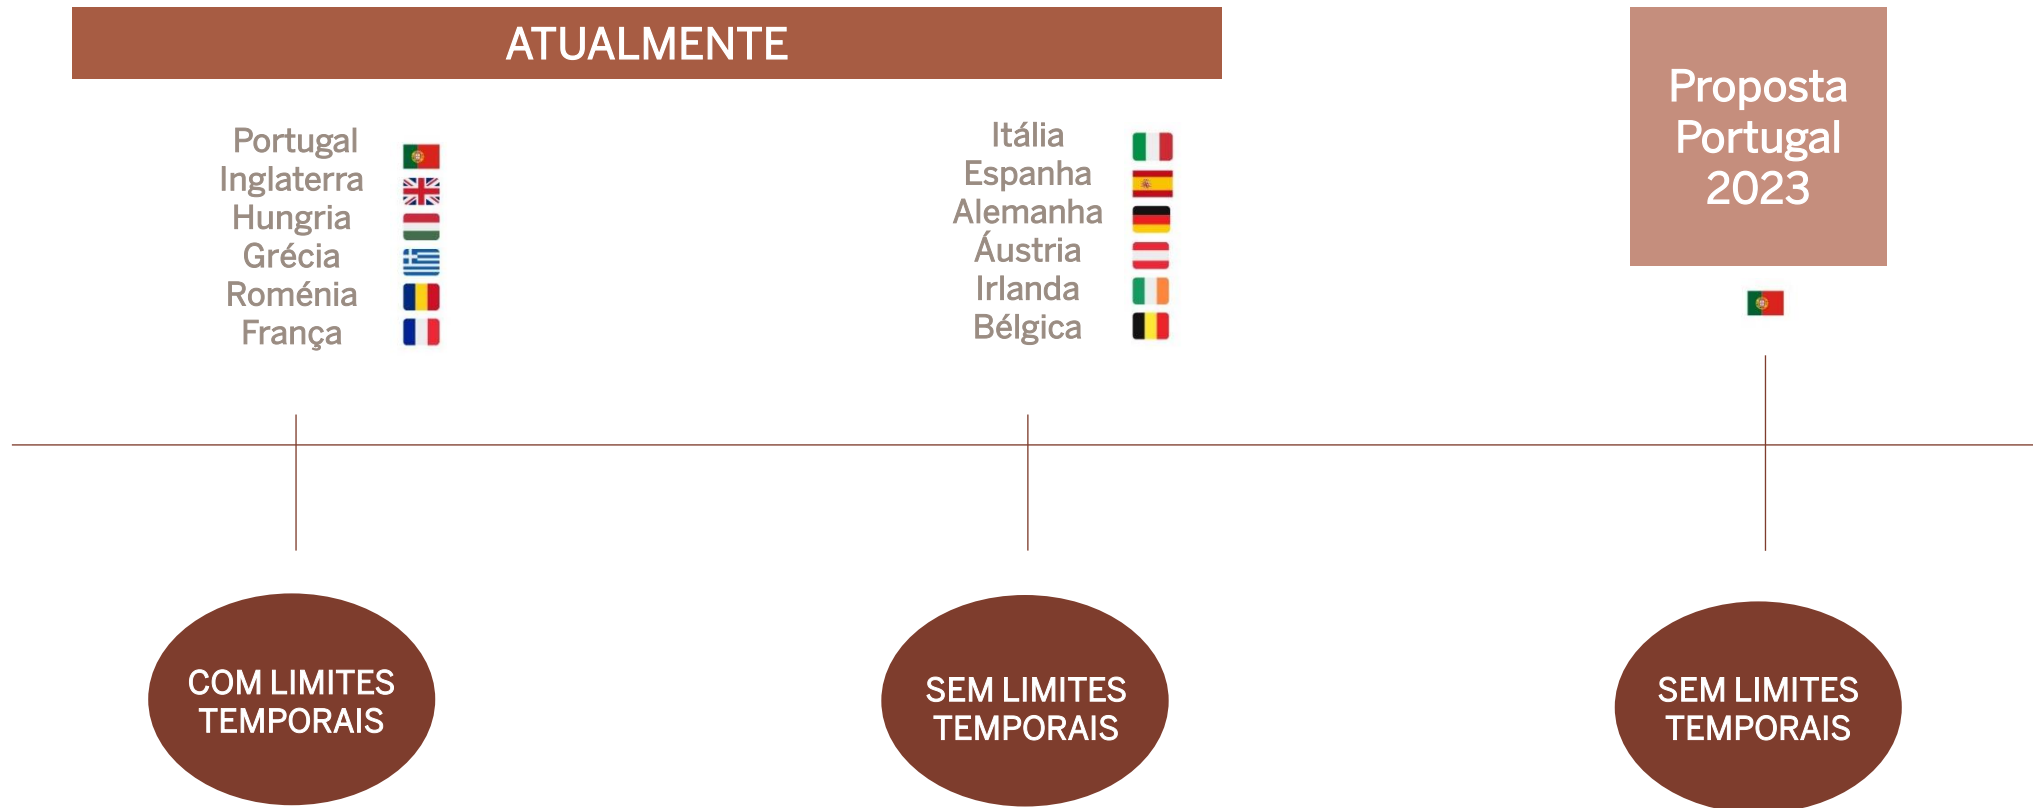 ATUALMENTE
Portugal
Inglaterra
Hungria
Grécia
Roménia
França
Itália
Espanha
Alemanha
Áustria
Irlanda
Bélgica
Proposta
Portugal
2023
COM LIMITES
TEMPORAIS
SEM LIMITES
TEMPORAIS
SEM LIMITES
TEMPORAIS